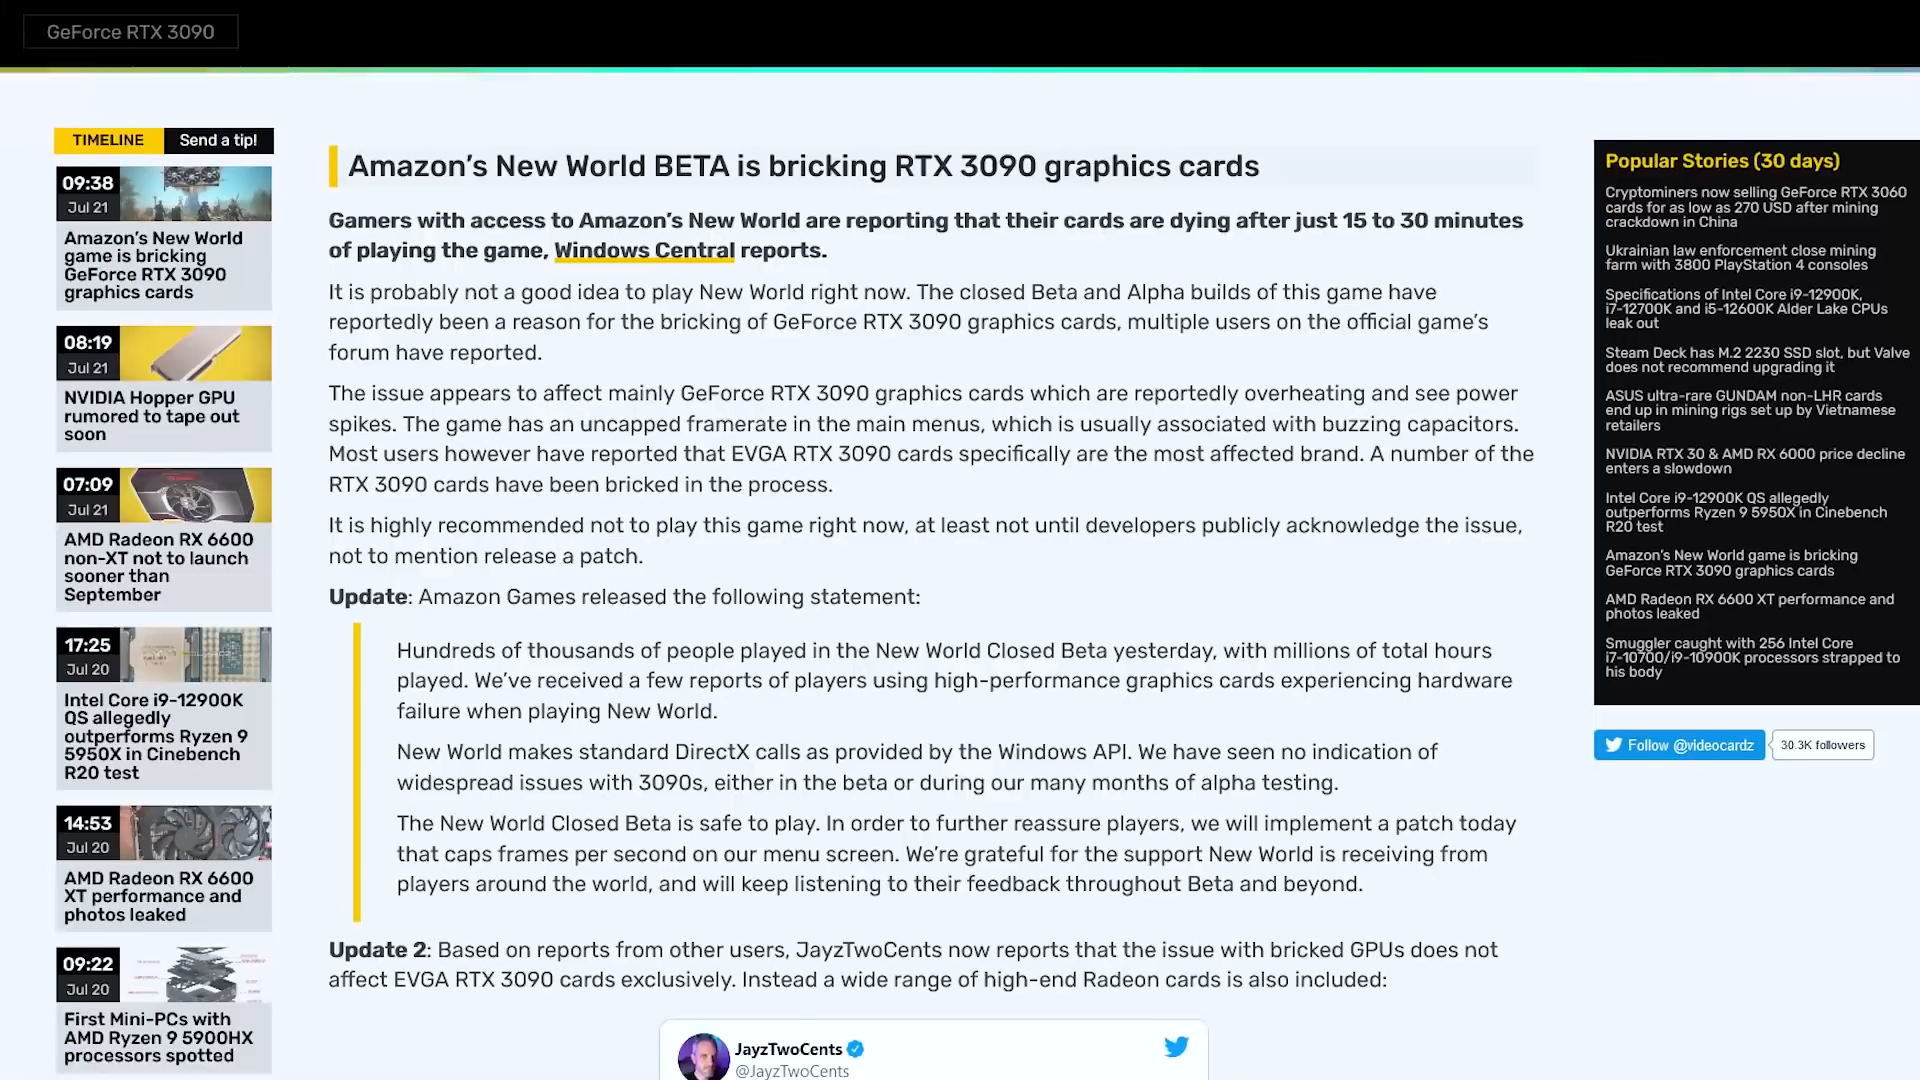 GeForce RTX 3090
TIMELINE
Send a tip!
09:38
Jul 21
Amazon's New World
game is bricking
GeForce RTX 3090
graphics cards
08:19
Jul 21
NVIDIA Hopper GPU
rumored to tape out
soon
07:09
Jul 21
AMD Radeon RX 6600
non-XT not to launch
sooner than
September
17:25
Jul 20
Intel Core i9-12900K
QS allegedly
outperforms Ryzen 9
5950X in Cinebench
R20 test
14:53
Jul 20
AMD Radeon RX 6600
XT performance and
photos leaked
09:22
Jul 20
First Mini-PCs with
AMD Ryzen 9 5900HX
processors spotted
Amazon's New World BETA is bricking RTX 3090 graphics cards
Gamers with access to Amazon's New World are reporting that their cards are dying after just 15 to 30 minutes
of playing the game, Windows Central reports.
It is probably not a good idea to play New World right now. The closed Beta and Alpha builds of this game have
reportedly been a reason for the bricking of GeForce RTX 3090 graphics cards, multiple users on the official game's
forum have reported.
The issue appears to affect mainly GeForce RTX 3090 graphics cards which are reportedly overheating and see power
spikes. The game has an uncapped framerate in the main menus, which is usually associated with buzzing capacitors.
Most users however have reported that EVGA RTX 3090 cards specifically are the most affected brand. A number of the
RTX 3090 cards have been bricked in the process.
It is highly recommended not to play this game right now, at least not until developers publicly acknowledge the issue,
not to mention release a patch.
Update: Amazon Games released the following statement:
Hundreds of thousands of people played in the New World Closed Beta yesterday, with millions of total hours
played. We've received a few reports of players using high-performance graphics cards experiencing hardware
failure when playing New World.
New World makes standard DirectX calls as provided by the Windows API. We have seen no indication of
widespread issues with 3090s, either in the beta or during our many months of alpha testing.
The New World Closed Beta is safe to play. In order to further reassure players, we will implement a patch today
that caps frames per second on our menu screen. We're grateful for the support New World is receiving from
players around the world, and will keep listening to their feedback throughout Beta and beyond.
Update 2: Based on reports from other users, JayzTwoCents now reports that the issue with bricked GPUs does not
affect EVGA RTX 3090 cards exclusively. Instead a wide range of high-end Radeon cards is also included:
JayzTwoCents
@JayzTwoCents
Popular Stories (30 days)
Cryptominers now selling GeForce RTX 3060
cards for as low as 270 USD after mining
crackdown in China
Ukrainian law enforcement close mining
farm with 3800 PlayStation 4 consoles
Specifications of Intel Core i9-12900K,
i7-12700K and i5-12600K Alder Lake CPUs
leak out
Steam Deck has M.2 2230 SSD slot, but Valve
does not recommend upgrading it
ASUS ultra-rare GUNDAM non-LHR cards
end up in mining rigs set up by Vietnamese
retailers
NVIDIA RTX 30 & AMD RX 6000 price decline
enters a slowdown
Intel Core i9-12900K QS allegedly
outperforms Ryzen 9 5950X in Cinebench
R20 test
Amazon's New World game is bricking
GeForce RTX 3090 graphics cards
AMD Radeon RX 6600 XT performance and
photos leaked
Smuggler caught with 256 Intel Core
i7-10700/i9-10900K processors strapped to
his body
Follow @videocardz
30.3K followers